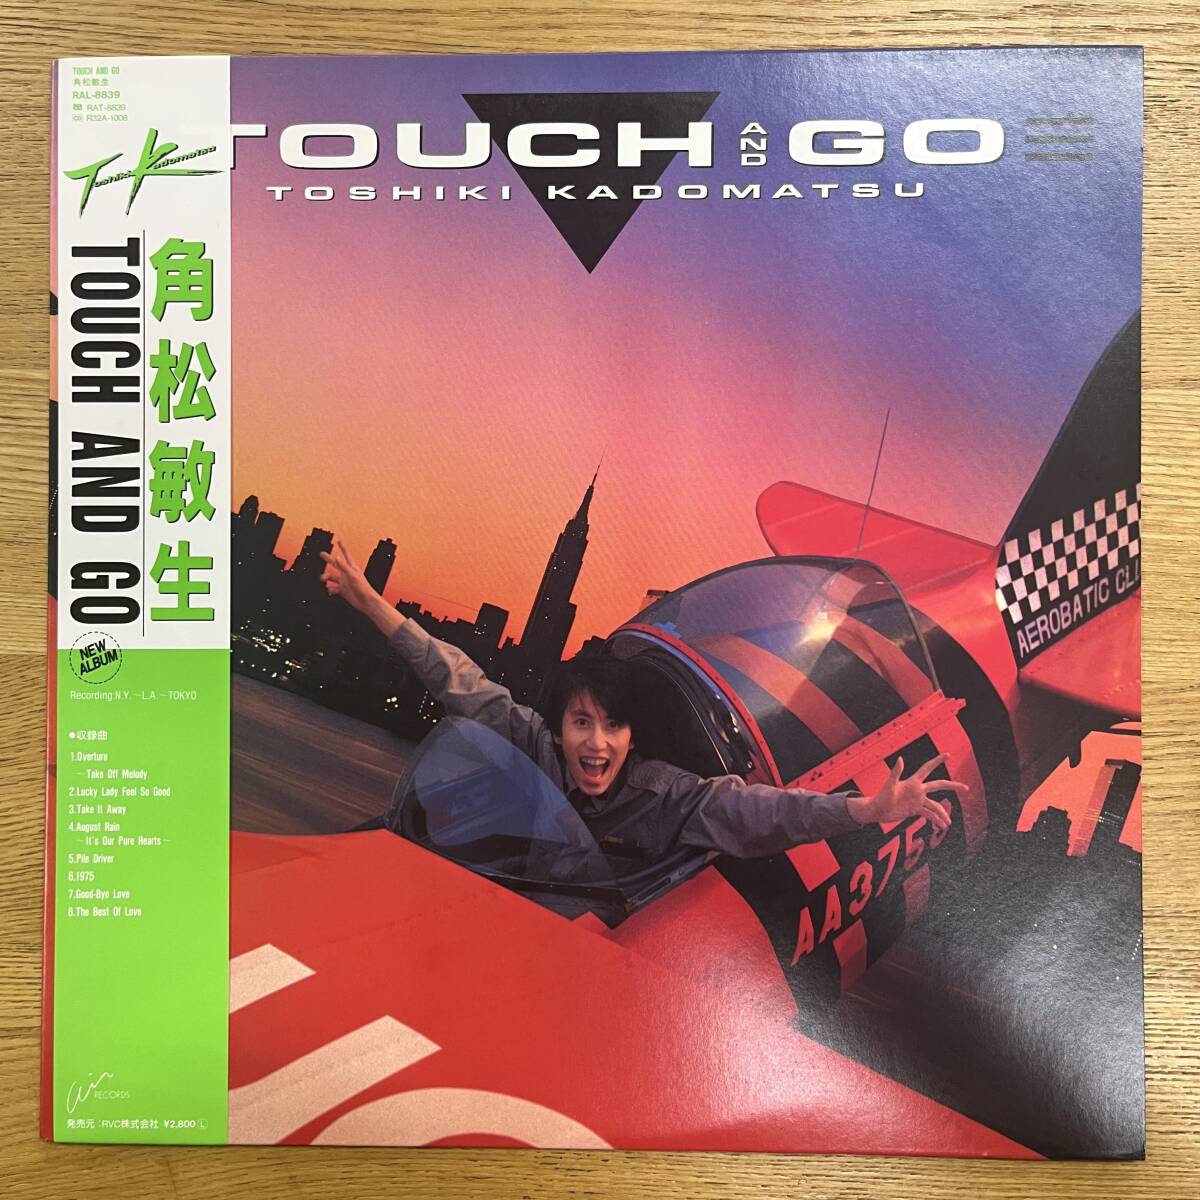 TOUCH AND GO
角松敏生
RAL-8839
RAT-8839
CD R32A-1008
Toshiki Kadomatsu
角松敏生
TOUCH AND GO
NEW
ALBUM
Recording:N.Y.～L.A.～TOKYO
●収録曲
1.Overture
～Take Off Melody
2.Lucky Lady Feel So Good
3.Take It Away
4.August Rain
～It's Our Pure Hearts～
5.Pile Driver
6.1975
7.Good-Bye Love
8.The Best Of Love
Air
RECORDS
発売元:RVC株式会社 ¥2,800 Ⓛ
TOUCH AND GO
TOSHIKI KADOMATSU
AEROBATIC CLU
AA3756